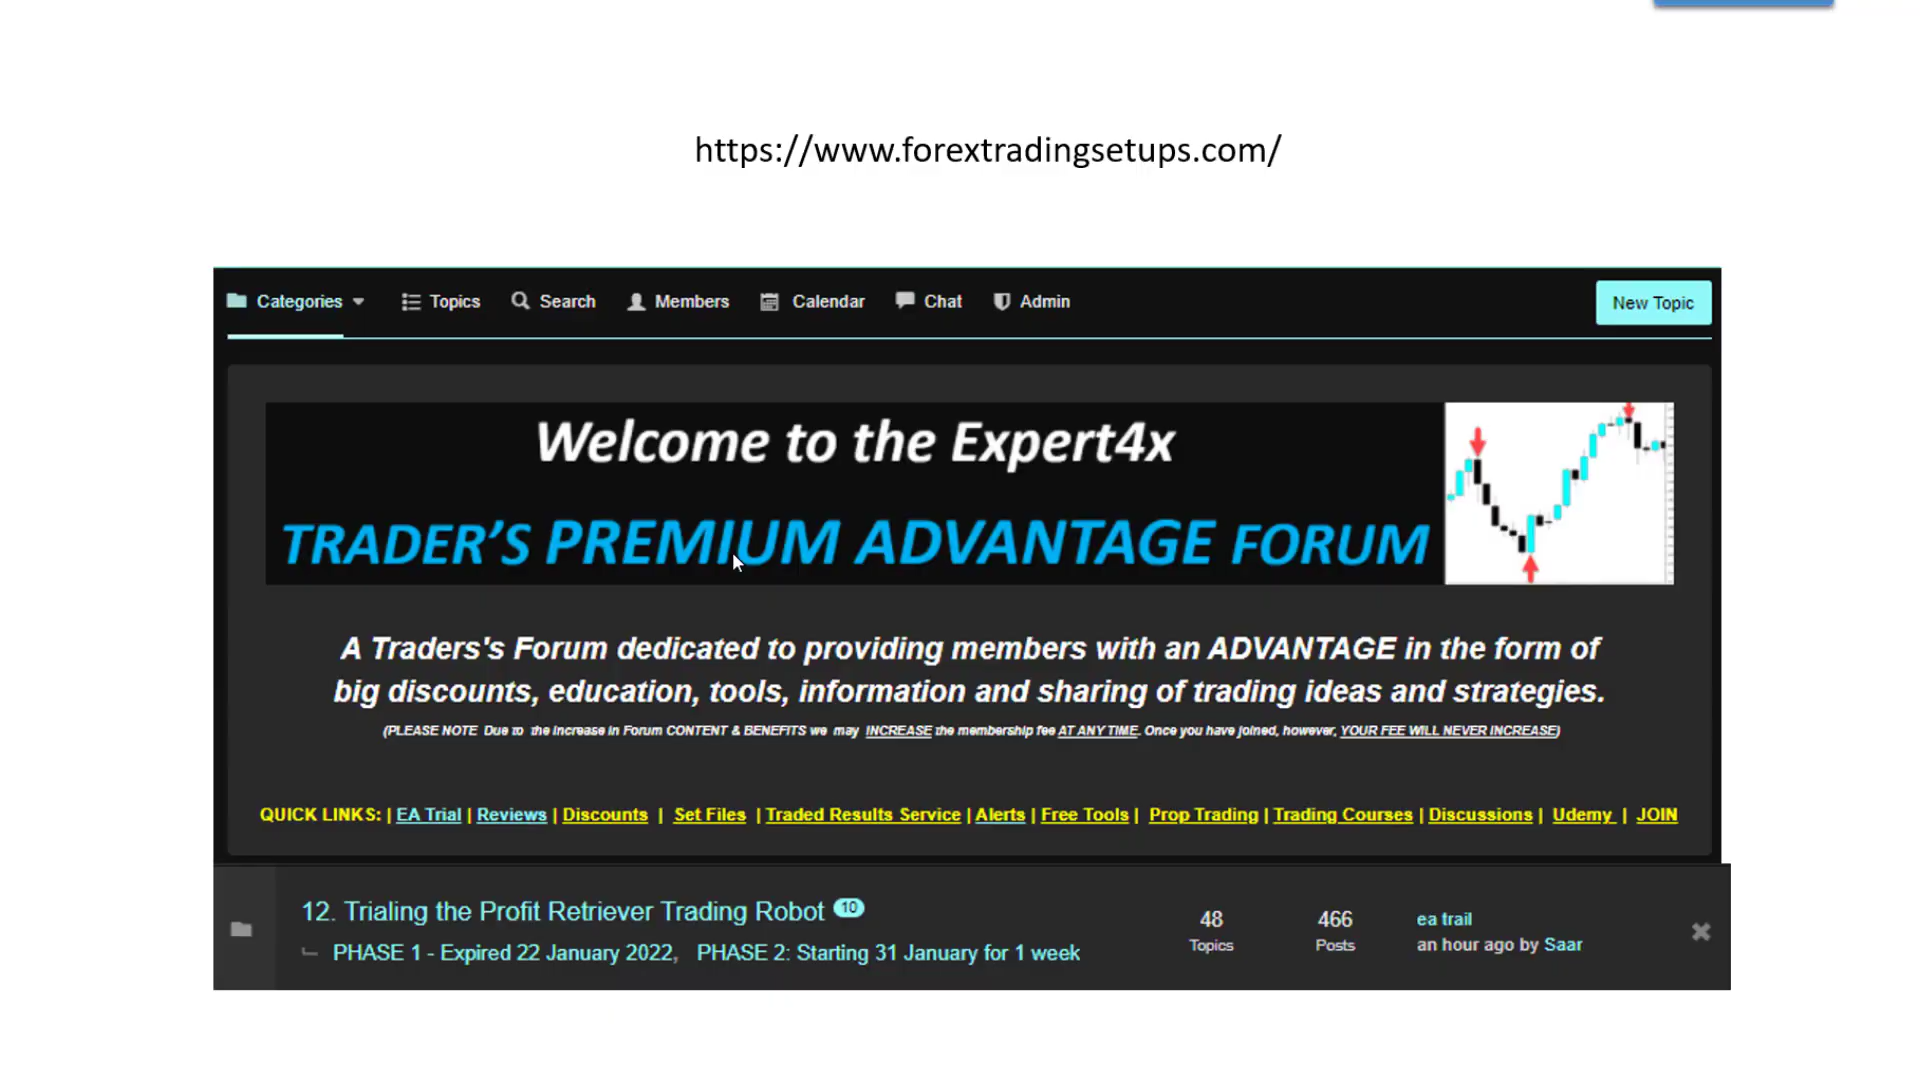 https://www.forextradingsetups.com/
Categories Topics Search Members Calendar Chat Admin New Topic
Welcome to the Expert4x
TRADER'S PREMIUM ADVANTAGE FORUM
A Traders's Forum dedicated to providing members with an ADVANTAGE in the form of
big discounts, education, tools, information and sharing of trading ideas and strategies.
(PLEASE NOTE Due to the increase in Forum CONTENT & BENEFITS we may INCREASE the membership fee AT ANY TIME. Once you have joined, however, YOUR FEE WILL NEVER INCREASE)
QUICK LINKS: | EA Trial | Reviews | Discounts | Set Files | Traded Results Service | Alerts | Free Tools | Prop Trading | Trading Courses | Discussions | Udemy | JOIN
12. Trialing the Profit Retriever Trading Robot 10
PHASE 1 - Expired 22 January 2022, PHASE 2: Starting 31 January for 1 week
48
Topics
466
Posts
ea trail
an hour ago by Saar